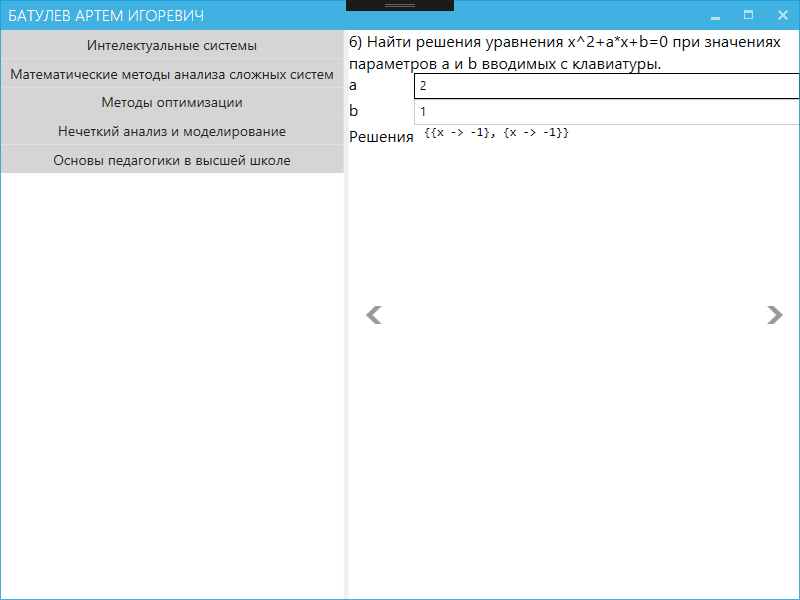 БАТУЛЕВ АРТЕМ ИГОРЕВИЧ
Интелектуальные системы
Математические методы анализа сложных систем
Методы оптимизации
Нечеткий анализ и моделирование
Основы педагогики в высшей школе
6) Найти решения уравнения x^2+a*x+b=0 при значениях
параметров a и b вводимых с клавиатуры.
a 2
b 1
Решения {{x -> -1}, {x -> -1}}